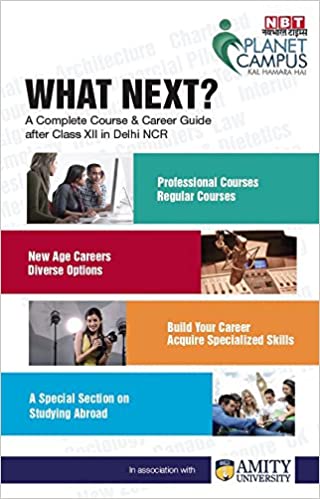 NBT
नवभारत टाइम्स
PLANET
CAMPUS
KAL HAMARA HAI
WHAT NEXT?
A Complete Course & Career Guide
after Class XII in Delhi NCR
Professional Courses
Regular Courses
New Age Careers
Diverse Options
Build Your Career
Acquire Specialized Skills
A Special Section on
Studying Abroad
In association with
AMITY
UNIVERSITY